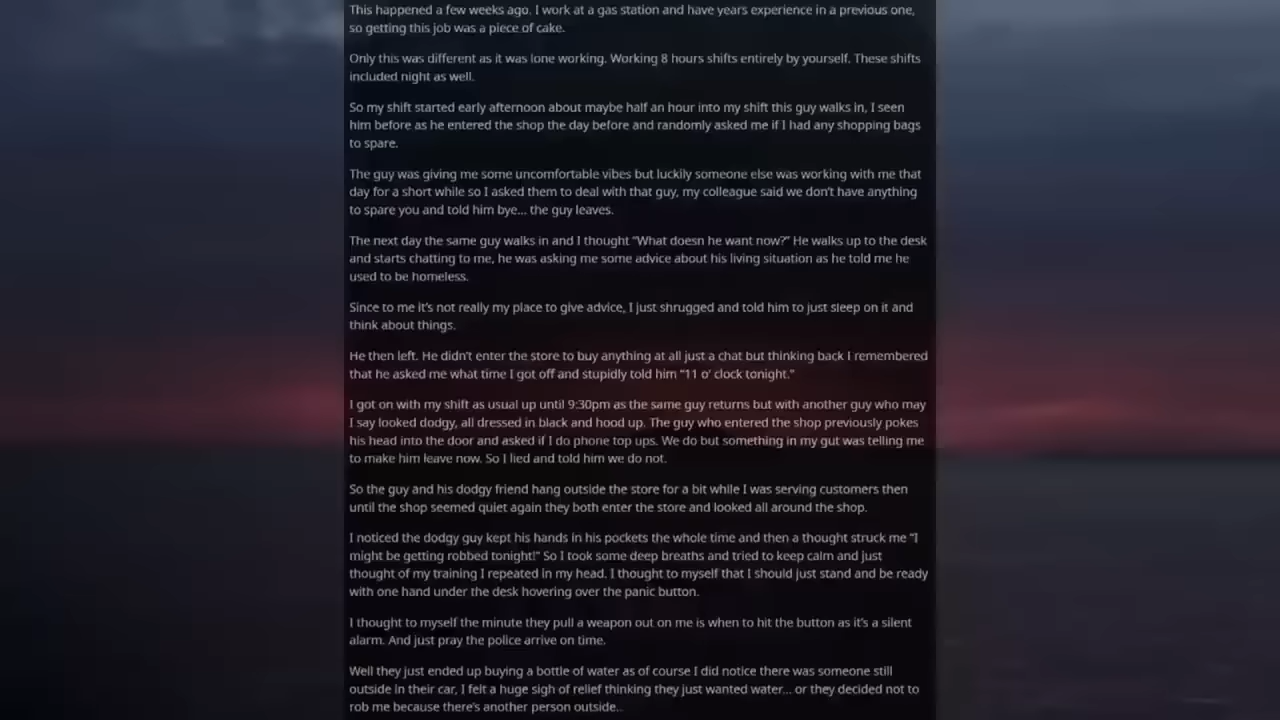 This happened a few weeks ago. I work at a gas station and have years experience in a previous one,
so getting this job was a piece of cake.
Only this was different as it was lone working. Working 8 hours shifts entirely by yourself. These shifts
included night as well.
So my shift started early afternoon about maybe half an hour into my shift this guy walks in, I seen
him before as he entered the shop the day before and randomly asked me if I had any shopping bags
to spare.
The guy was giving me some uncomfortable vibes but luckily someone else was working with me that
day for a short while so I asked them to deal with that guy, my colleague said we don't have anything
to spare you and told him bye... the guy leaves.
The next day the same guy walks in and I thought "What doesn he want now?" He walks up to the desk
and starts chatting to me, he was asking me some advice about his living situation as he told me he
used to be homeless.
Since to me it's not really my place to give advice, I just shrugged and told him to just sleep on it and
think about things.
He then left. He didn't enter the store to buy anything at all just a chat but thinking back I remembered
that he asked me what time I got off and stupidly told him "11 o' clock tonight."
I got on with my shift as usual up until 9:30pm as the same guy returns but with another guy who may
I say looked dodgy, all dressed in black and hood up. The guy who entered the shop previously pokes
his head into the door and asked if I do phone top ups. We do but something in my gut was telling me
to make him leave now. So I lied and told him we do not.
So the guy and his dodgy friend hang outside the store for a bit while I was serving customers then
until the shop seemed quiet again they both enter the store and looked all around the shop.
I noticed the dodgy guy kept his hands in his pockets the whole time and then a thought struck me "I
might be getting robbed tonight!" So I took some deep breaths and tried to keep calm and just
thought of my training I repeated in my head. I thought to myself that I should just stand and be ready
with one hand under the desk hovering over the panic button.
I thought to myself the minute they pull a weapon out on me is when to hit the button as it's a silent
alarm. And just pray the police arrive on time.
Well they just ended up buying a bottle of water as of course I did notice there was someone still
outside in their car, I felt a huge sigh of relief thinking they just wanted water... or they decided not to
rob me because there's another person outside..